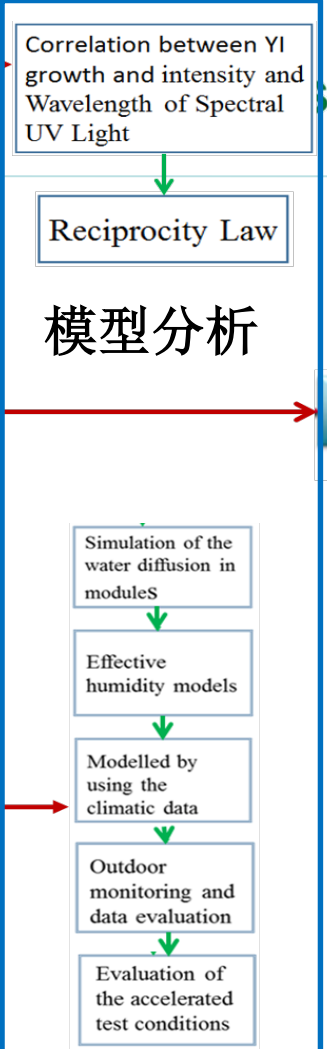 Correlation between YI
growth and intensity and
Wavelength of Spectral
UV Light
Reciprocity Law
模型分析
Simulation of the
water diffusion in
modules
Effective
humidity models
Modelled by
using the
climatic data
Outdoor
monitoring and
data evaluation
Evaluation of
the accelerated
test conditions